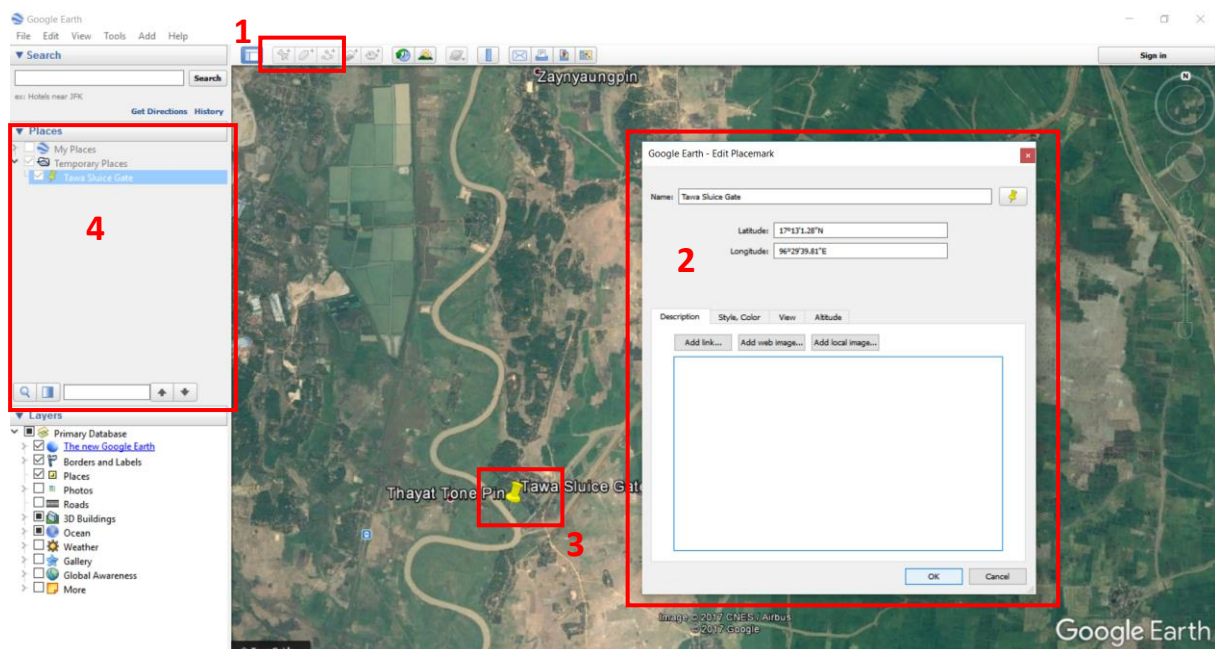 Google Earth
File Edit View Tools Add Help
1
▼ Search
Search
ex: Hotels near JFK
Get Directions History
Sign in
N
▼ Places
My Places
Temporary Places
Tawa Sluice Gate
4
▼ Layers
Primary Database
The new Google Earth
Borders and Labels
Places
Photos
Roads
3D Buildings
Ocean
Weather
Gallery
Global Awareness
More
Zaynyaungpin
Thayat Tone Pin
Tawa Sluice Gat
3
Google Earth - Edit Placemark
Name: Tawa Sluice Gate
Latitude: 17°13'1.28"N
Longitude: 96°29'39.81"E
2
Description Style, Color View Altitude
Add link... Add web image... Add local image...
OK Cancel
Image © 2017 CNES / Airbus
© 2017 Google
Google Earth